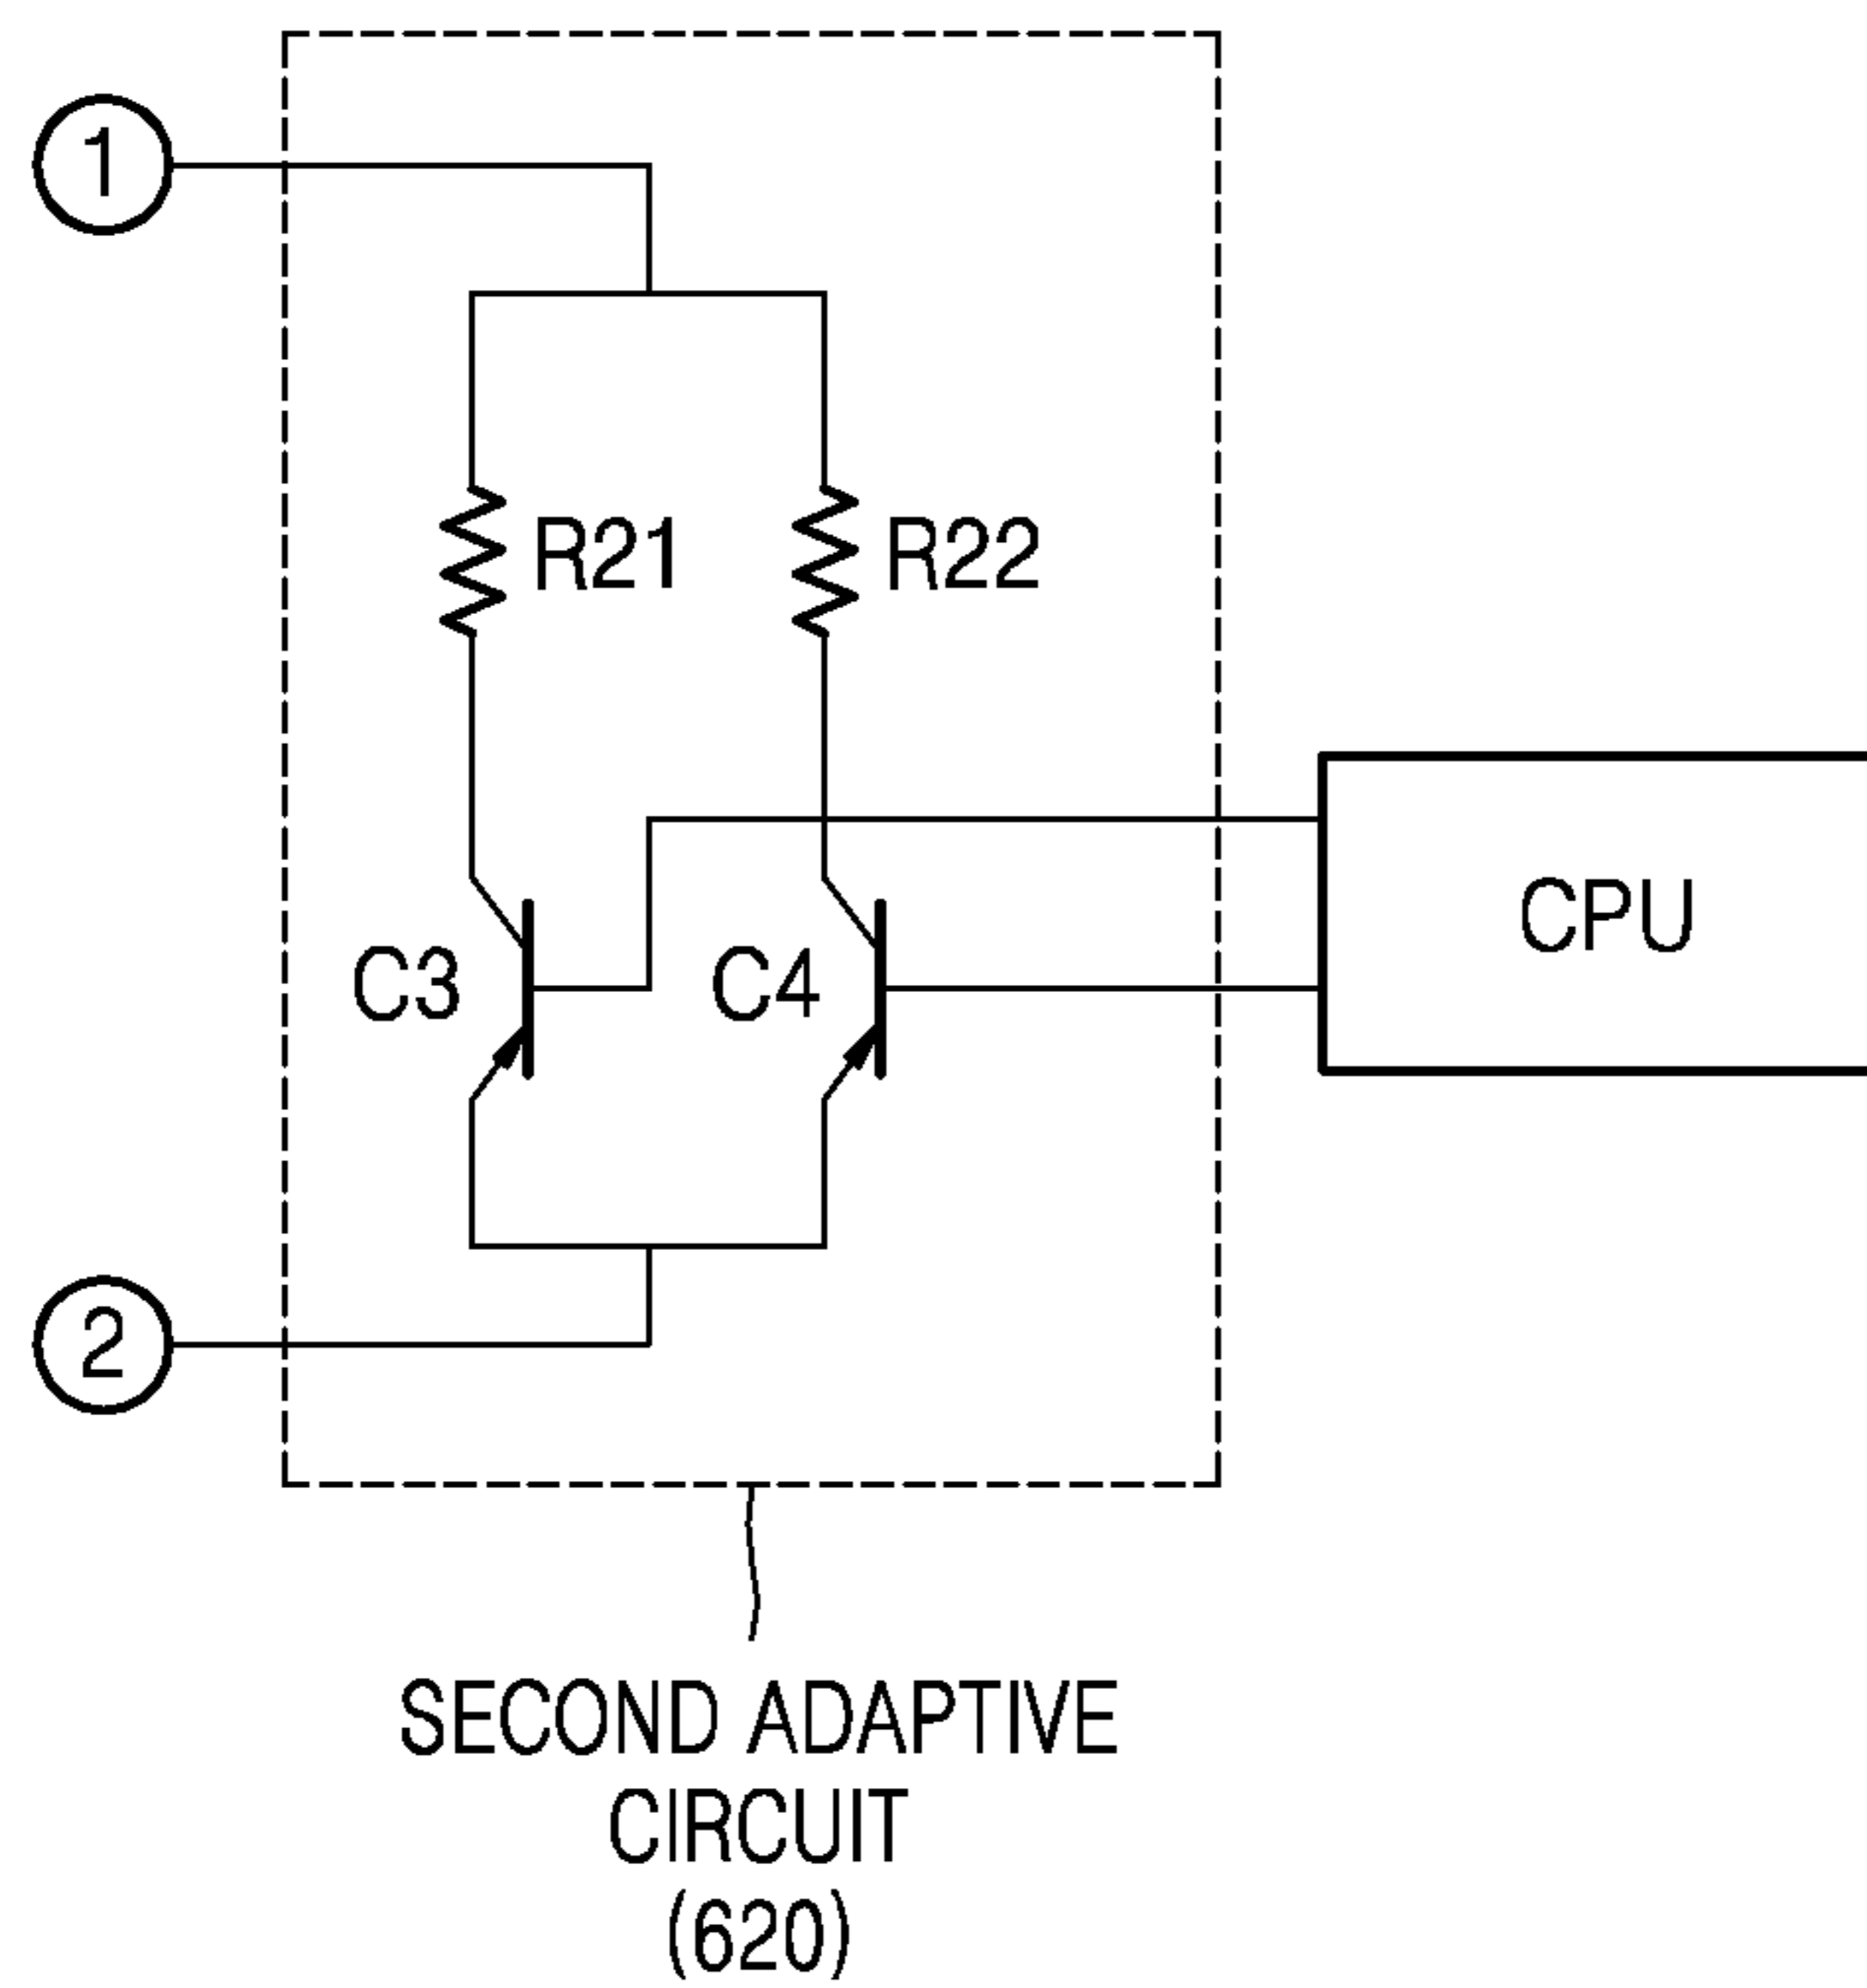 1
R21 R22
CPU
C3 C4
2
SECOND ADAPTIVE
CIRCUIT
(620)